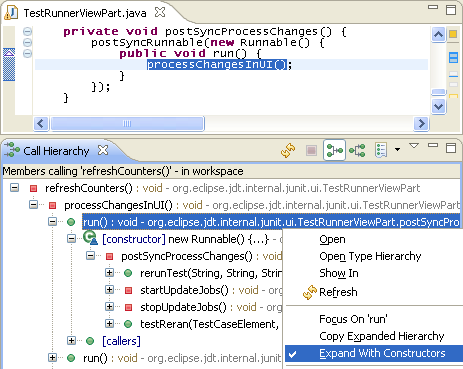 TestRunnerViewPart.java
private void postSyncProcessChanges() {
postSyncRunnable(new Runnable() {
public void run() {
processChangesInUI();
}
});
}
Call Hierarchy
Members calling 'refreshCounters()' - in workspace
refreshCounters() : void - org.eclipse.jdt.internal.junit.ui.TestRunnerViewPart
processChangesInUI() : void - org.eclipse.jdt.internal.junit.ui.TestRunnerViewPart
run() : void - org.eclipse.jdt.internal.junit.ui.TestRunnerViewPart.postSyncPro
[constructor] new Runnable() {...} - org.e
postSyncProcessChanges() : void - o
rerunTest(String, String, Strin
startUpdateJobs() : void - org
stopUpdateJobs() : void - org
testReran(TestCaseElement,
[callers]
run() : void - org.eclipse.jdt.internal.junit
Open
Open Type Hierarchy
Show In
Refresh
Focus On 'run'
Copy Expanded Hierarchy
Expand With Constructors